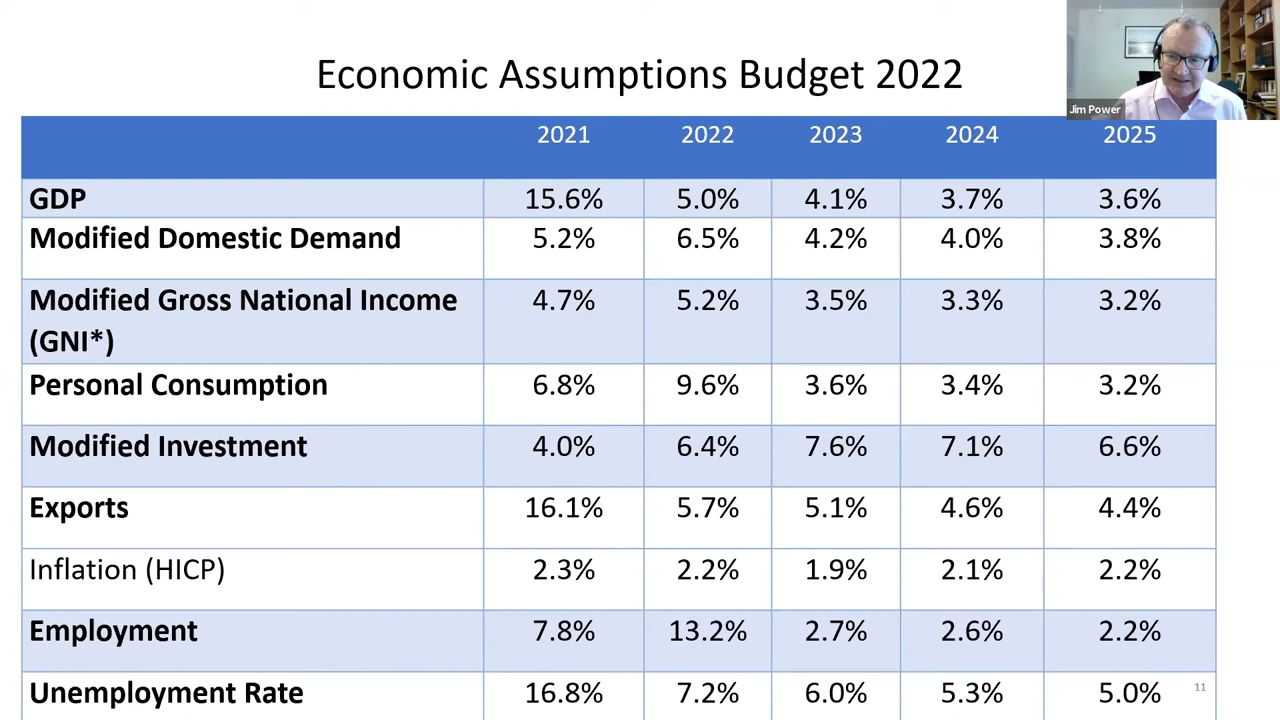 Economic Assumptions Budget 2022
Jim Power
2021 2022 2023 2024 2025
GDP 15.6% 5.0% 4.1% 3.7% 3.6%
Modified Domestic Demand 5.2% 6.5% 4.2% 4.0% 3.8%
Modified Gross National Income 4.7% 5.2% 3.5% 3.3% 3.2%
(GNI*)
Personal Consumption 6.8% 9.6% 3.6% 3.4% 3.2%
Modified Investment 4.0% 6.4% 7.6% 7.1% 6.6%
Exports 16.1% 5.7% 5.1% 4.6% 4.4%
Inflation (HICP) 2.3% 2.2% 1.9% 2.1% 2.2%
Employment 7.8% 13.2% 2.7% 2.6% 2.2%
Unemployment Rate 16.8% 7.2% 6.0% 5.3% 5.0%
11